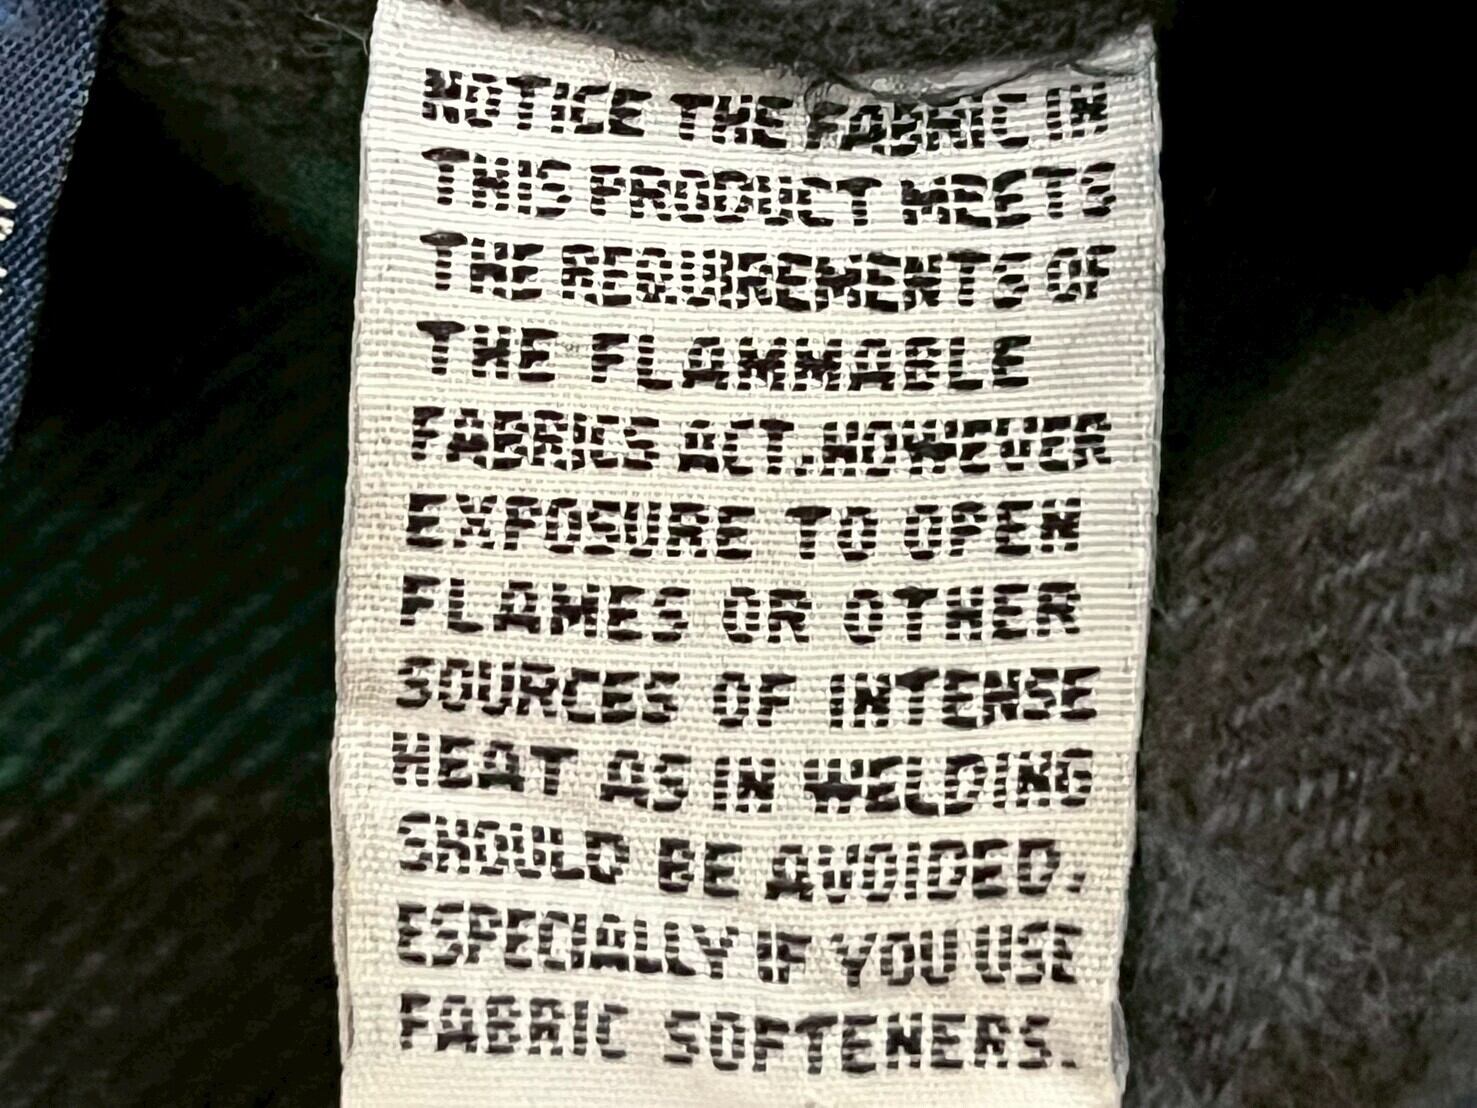 NOTICE THE FABRIC IN
THIS PRODUCT MEETS
THE REQUIREMENTS OF
THE FLAMMABLE
FABRICS ACT.HOWEVER
EXPOSURE TO OPEN
FLAMES OR OTHER
SOURCES OF INTENSE
HEAT AS IN WELDING
SHOULD BE AVOIDED,
ESPECIALLY IF YOU USE
FABRIC SOFTENERS.